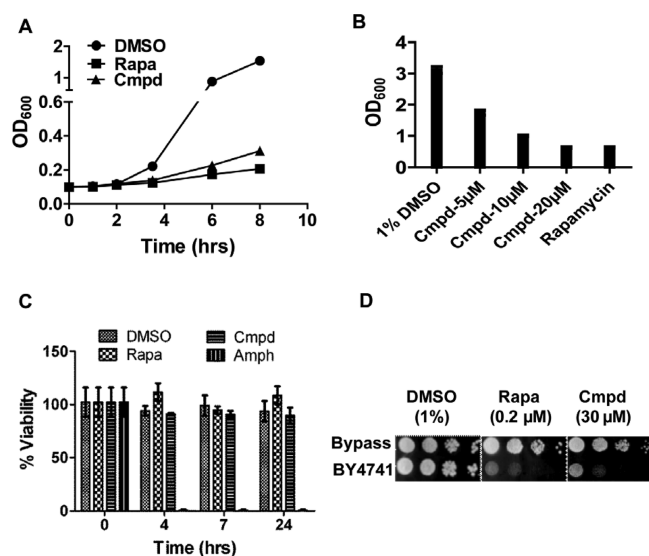 A
DMSO
Rapa
Cmpd
OD600
2
1
0.6
0.4
0.2
0.0
0 2 4 6 8 10
Time (hrs)
B
OD600
4
3
2
1
0
1% DMSO
Cmpd-5µM
Cmpd-10µM
Cmpd-20µM
Rapamycin
C
DMSO Cmpd
Rapa Amph
% Viability
150
100
50
0
0 4 7 24
Time (hrs)
D
DMSO Rapa Cmpd
(1%) (0.2 µM) (30 µM)
Bypass
BY4741